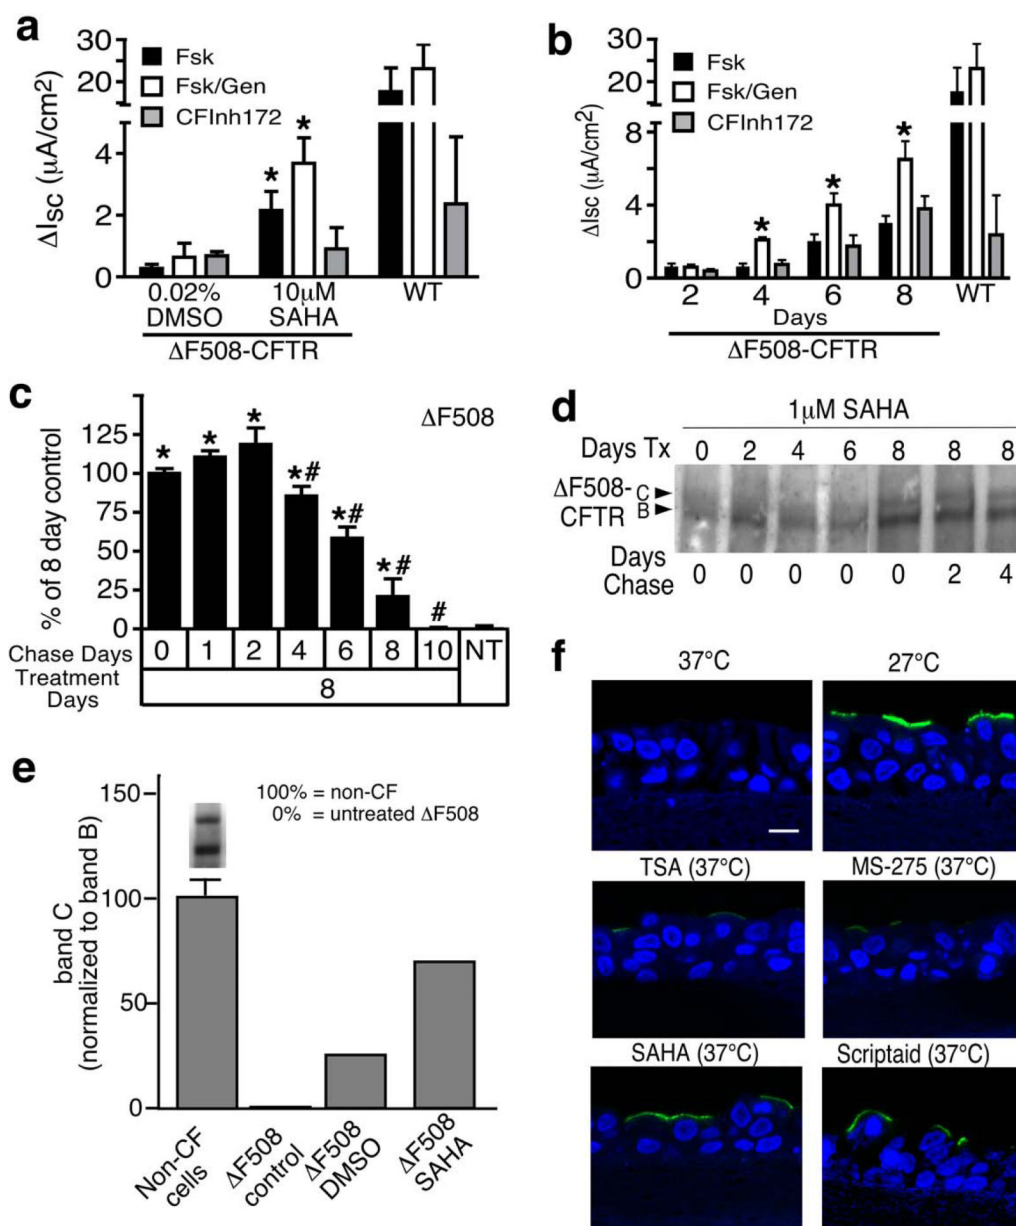 a
30
20
4
2
0
ΔIsc (µA/cm2)
Fsk
Fsk/Gen
CFInh172
*
*
0.02%
DMSO
10µM
SAHA
WT
ΔF508-CFTR
b
30
20
8
4
0
ΔIsc (µA/cm2)
Fsk
Fsk/Gen
CFInh172
*
*
*
2 4 6 8 WT
Days
ΔF508-CFTR
c
ΔF508
% of 8 day control
125
100
75
50
25
0
* * * *# *# *# #
Chase Days 0 1 2 4 6 8 10 NT
Treatment
Days
8
d
1µM SAHA
Days Tx 0 2 4 6 8 8 8
ΔF508- C
CFTR B
Days
Chase
0 0 0 0 0 2 4
e
150
100
50
0
band C
(normalized to band B)
100% = non-CF
0% = untreated ΔF508
Non-CF
cells
ΔF508
control
ΔF508
DMSO
ΔF508
SAHA
f
37°C
27°C
TSA (37°C)
MS-275 (37°C)
SAHA (37°C)
Scriptaid (37°C)